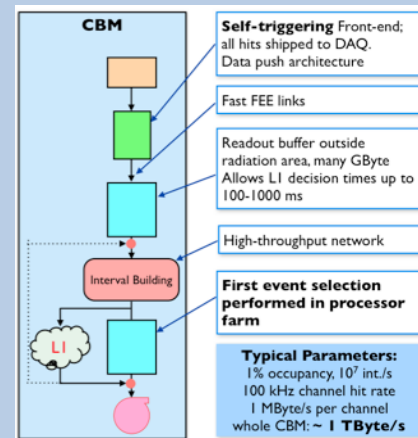 CBM
Self-triggering Front-end;
all hits shipped to DAQ.
Data push architecture
Fast FEE links
Readout buffer outside
radiation area, many GByte
Allows L1 decision times up to
100-1000 ms
High-throughput network
Interval Building
First event selection
performed in processor
farm
L1
Typical Parameters:
1% occupancy, 10⁷ int./s
100 kHz channel hit rate
1 MByte/s per channel
whole CBM: ~ 1 TByte/s